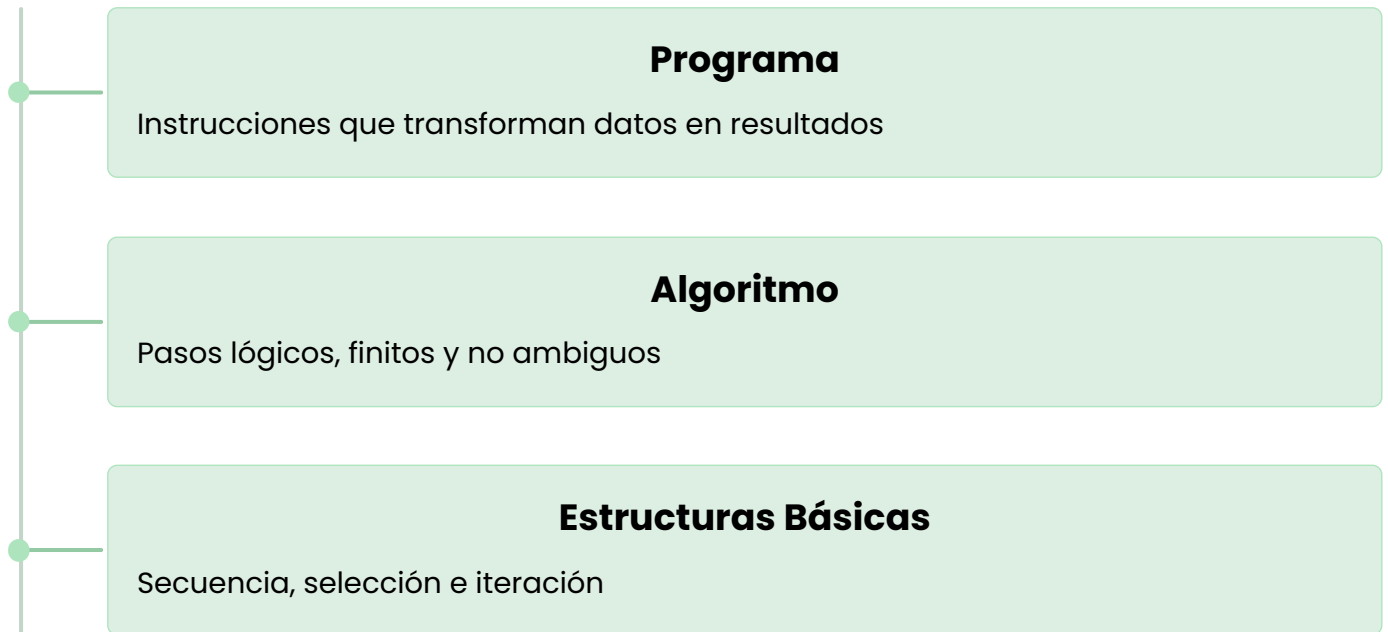 Programa
Instrucciones que transforman datos en resultados
Algoritmo
Pasos lógicos, finitos y no ambiguos
Estructuras Básicas
Secuencia, selección e iteración